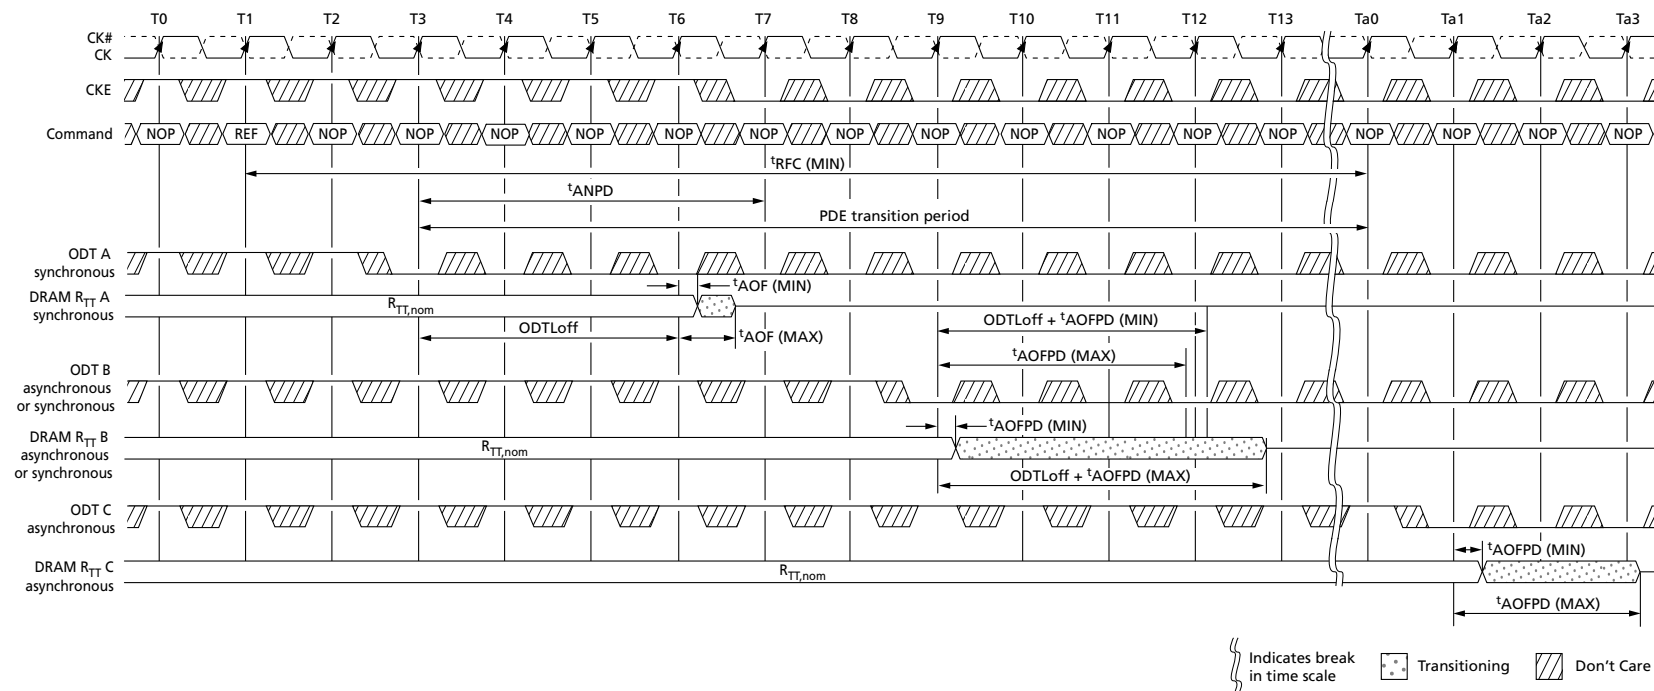 T0 T1 T2 T3 T4 T5 T6 T7 T8 T9 T10 T11 T12 T13 Ta0 Ta1 Ta2 Ta3
CK#
CK
CKE
Command NOP REF NOP NOP NOP NOP NOP NOP NOP NOP NOP NOP NOP NOP NOP NOP NOP NOP
tRFC (MIN)
tANPD
PDE transition period
ODT A
synchronous
tAOF (MIN)
DRAM RTT A
synchronous
RTT,nom
ODTLoff + tAOFPD (MIN)
ODTLoff
tAOF (MAX)
tAOFPD (MAX)
ODT B
asynchronous
or synchronous
tAOFPD (MIN)
DRAM RTT B
asynchronous
or synchronous
RTT,nom
ODTLoff + tAOFPD (MAX)
ODT C
asynchronous
tAOFPD (MIN)
DRAM RTT C
asynchronous
RTT,nom
tAOFPD (MAX)
Indicates break
in time scale
Transitioning
Don't Care